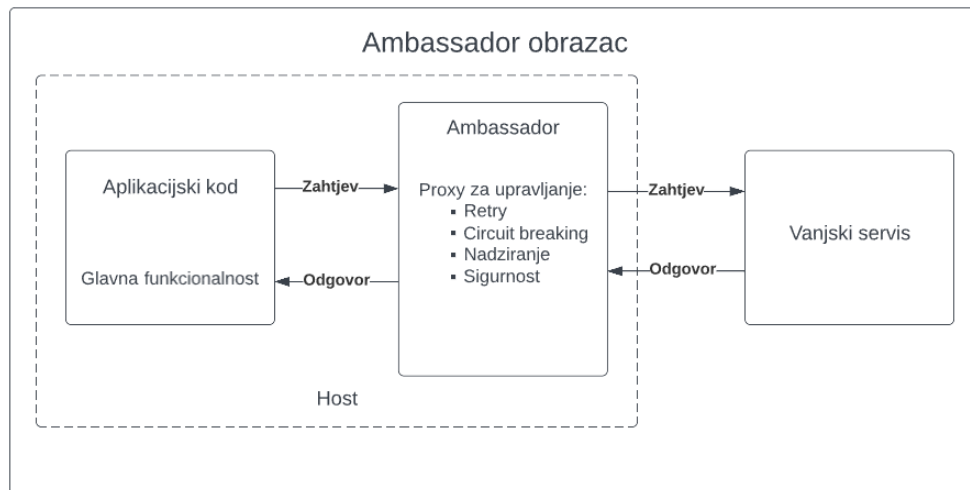 Ambassador obrazac
Aplikacijski kod
Glavna funkcionalnost
Zahtjev
Odgovor
Ambassador
Proxy za upravljanje:
▪ Retry
▪ Circuit breaking
▪ Nadziranje
▪ Sigurnost
Host
Zahtjev
Odgovor
Vanjski servis